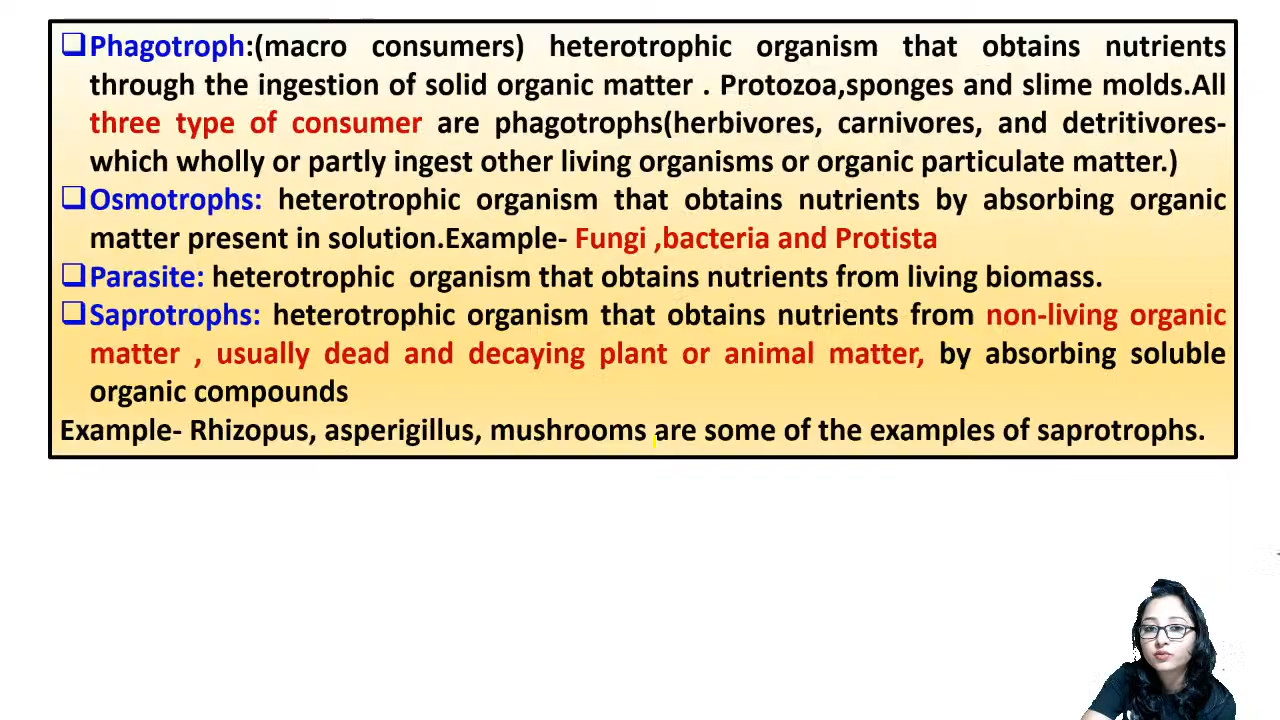 ❑Phagotroph:(macro consumers) heterotrophic organism that obtains nutrients
through the ingestion of solid organic matter . Protozoa,sponges and slime molds.All
three type of consumer are phagotrophs(herbivores, carnivores, and detritivores-
which wholly or partly ingest other living organisms or organic particulate matter.)
❑Osmotrophs: heterotrophic organism that obtains nutrients by absorbing organic
matter present in solution.Example- Fungi ,bacteria and Protista
❑Parasite: heterotrophic organism that obtains nutrients from living biomass.
❑Saprotrophs: heterotrophic organism that obtains nutrients from non-living organic
matter , usually dead and decaying plant or animal matter, by absorbing soluble
organic compounds
Example- Rhizopus, asperigillus, mushrooms are some of the examples of saprotrophs.